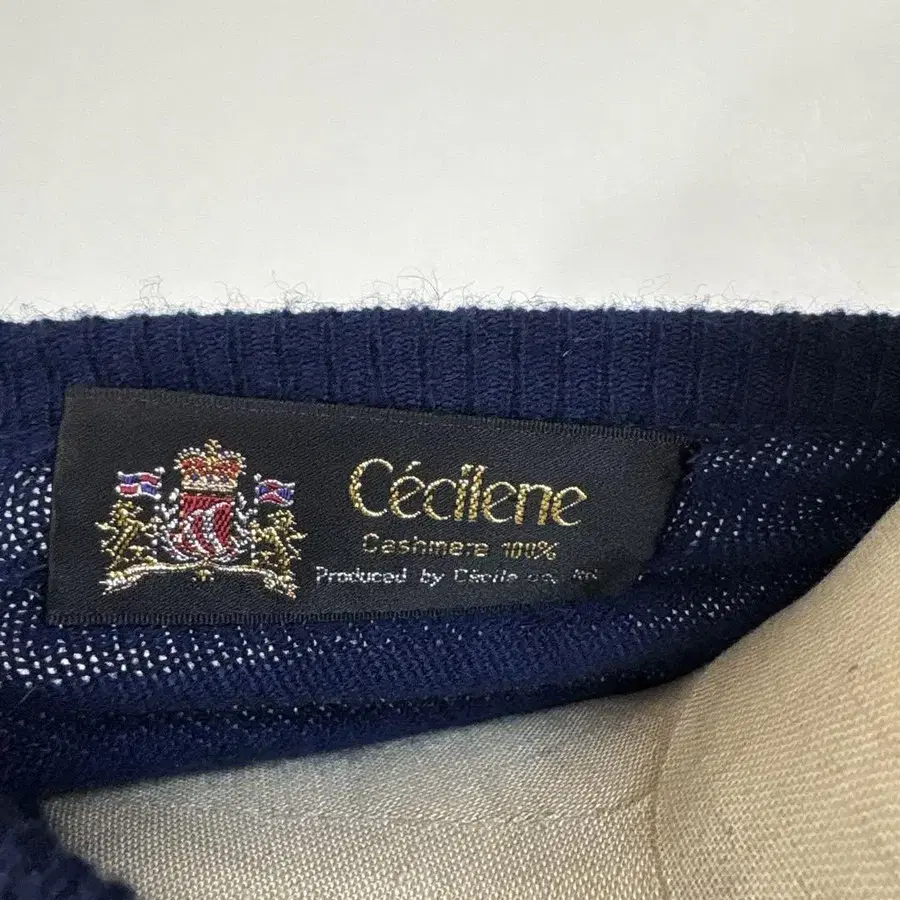 Cécilene
Cashmere 100%
Produced by Cécile co.,